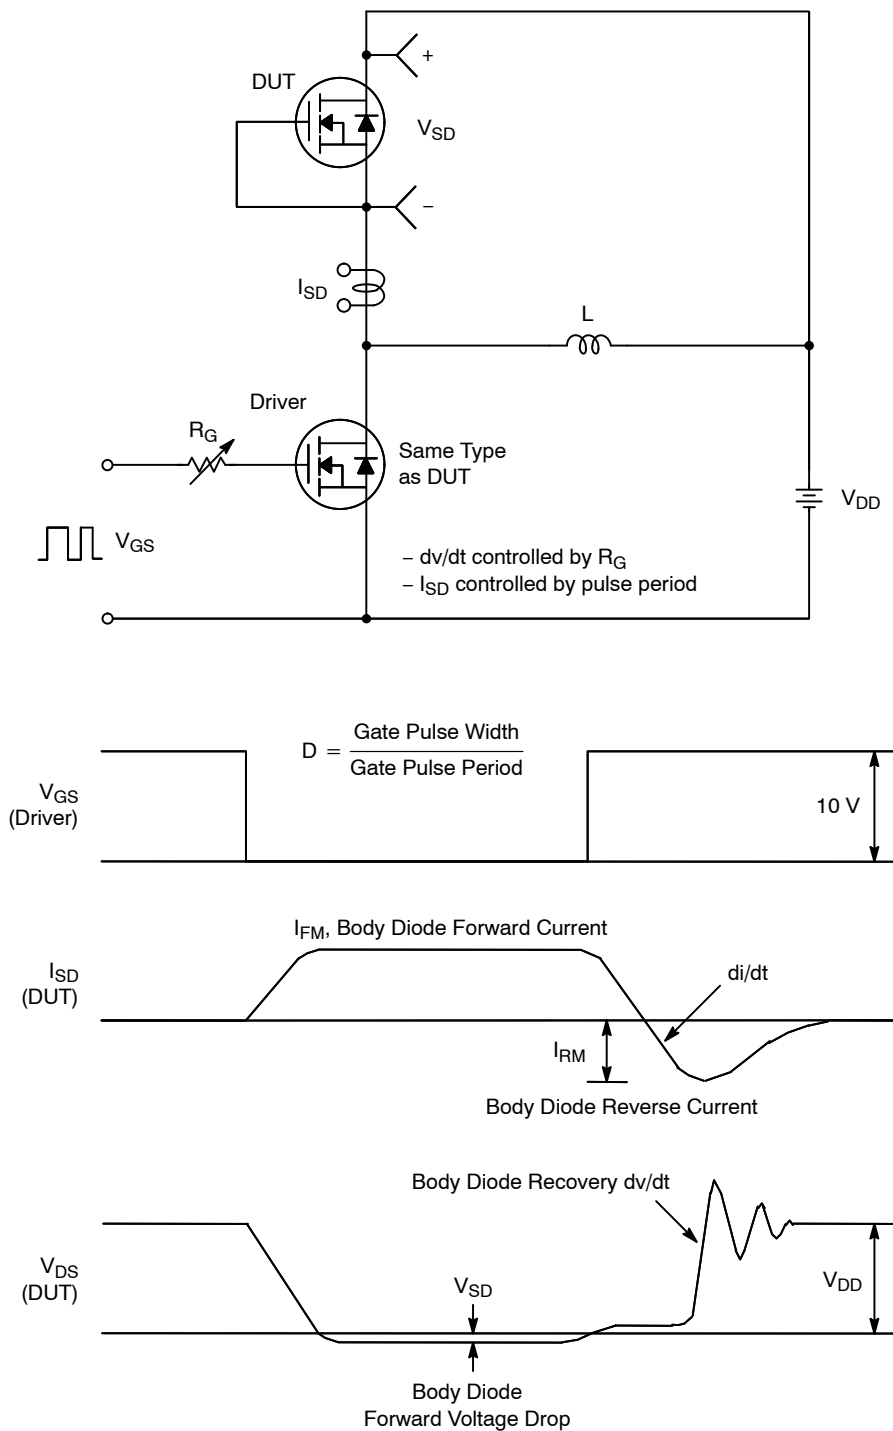 +
DUT
V_SD
−
I_SD
L
Driver
R_G
Same Type
as DUT
V_DD
V_GS
− dv/dt controlled by R_G
− I_SD controlled by pulse period
D = Gate Pulse Width
Gate Pulse Period
V_GS
(Driver)
10 V
I_FM, Body Diode Forward Current
I_SD
(DUT)
di/dt
I_RM
Body Diode Reverse Current
Body Diode Recovery dv/dt
V_DS
(DUT)
V_SD
V_DD
Body Diode
Forward Voltage Drop